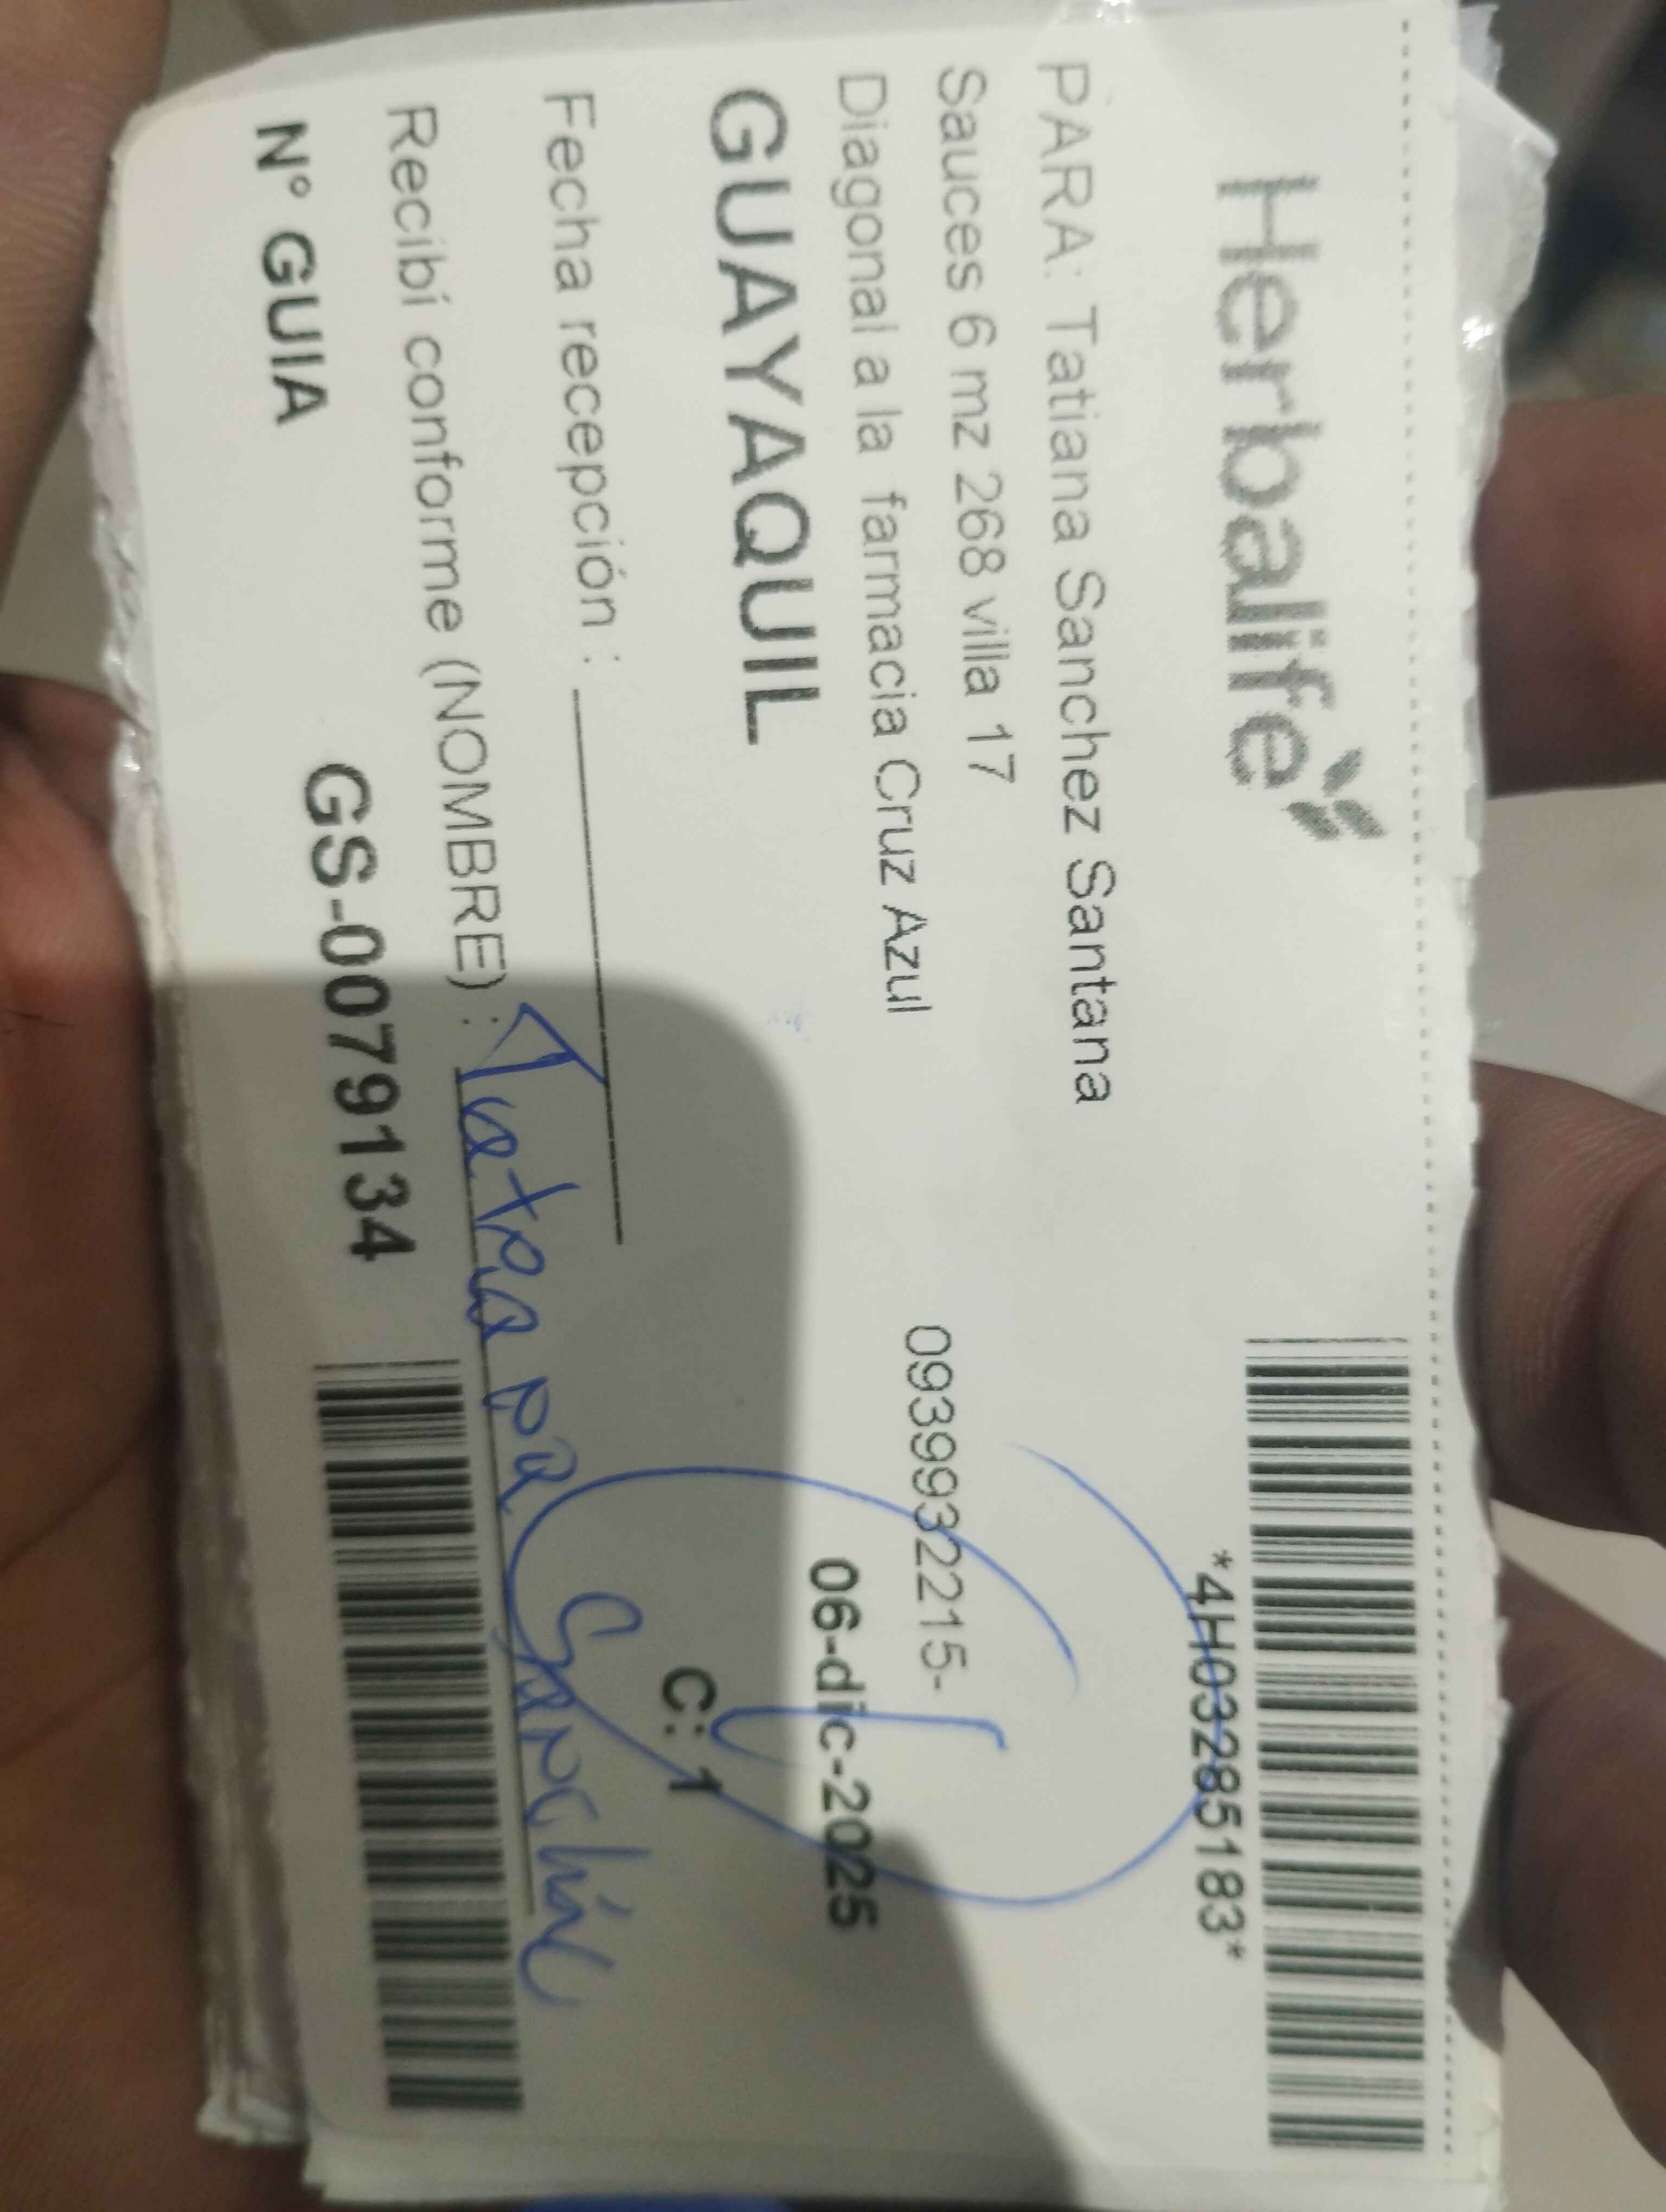 Herbalife
*4H03285183*
PARA: Tatiana Sanchez Santana
Sauces 6 mz 268 villa 17
Diagonal a la farmacia Cruz Azul
0939932215-
GUAYAQUIL
06-dic-2025
C: 1
Fecha recepción :
Recibí conforme (NOMBRE) :
N° GUIA GS-0079134